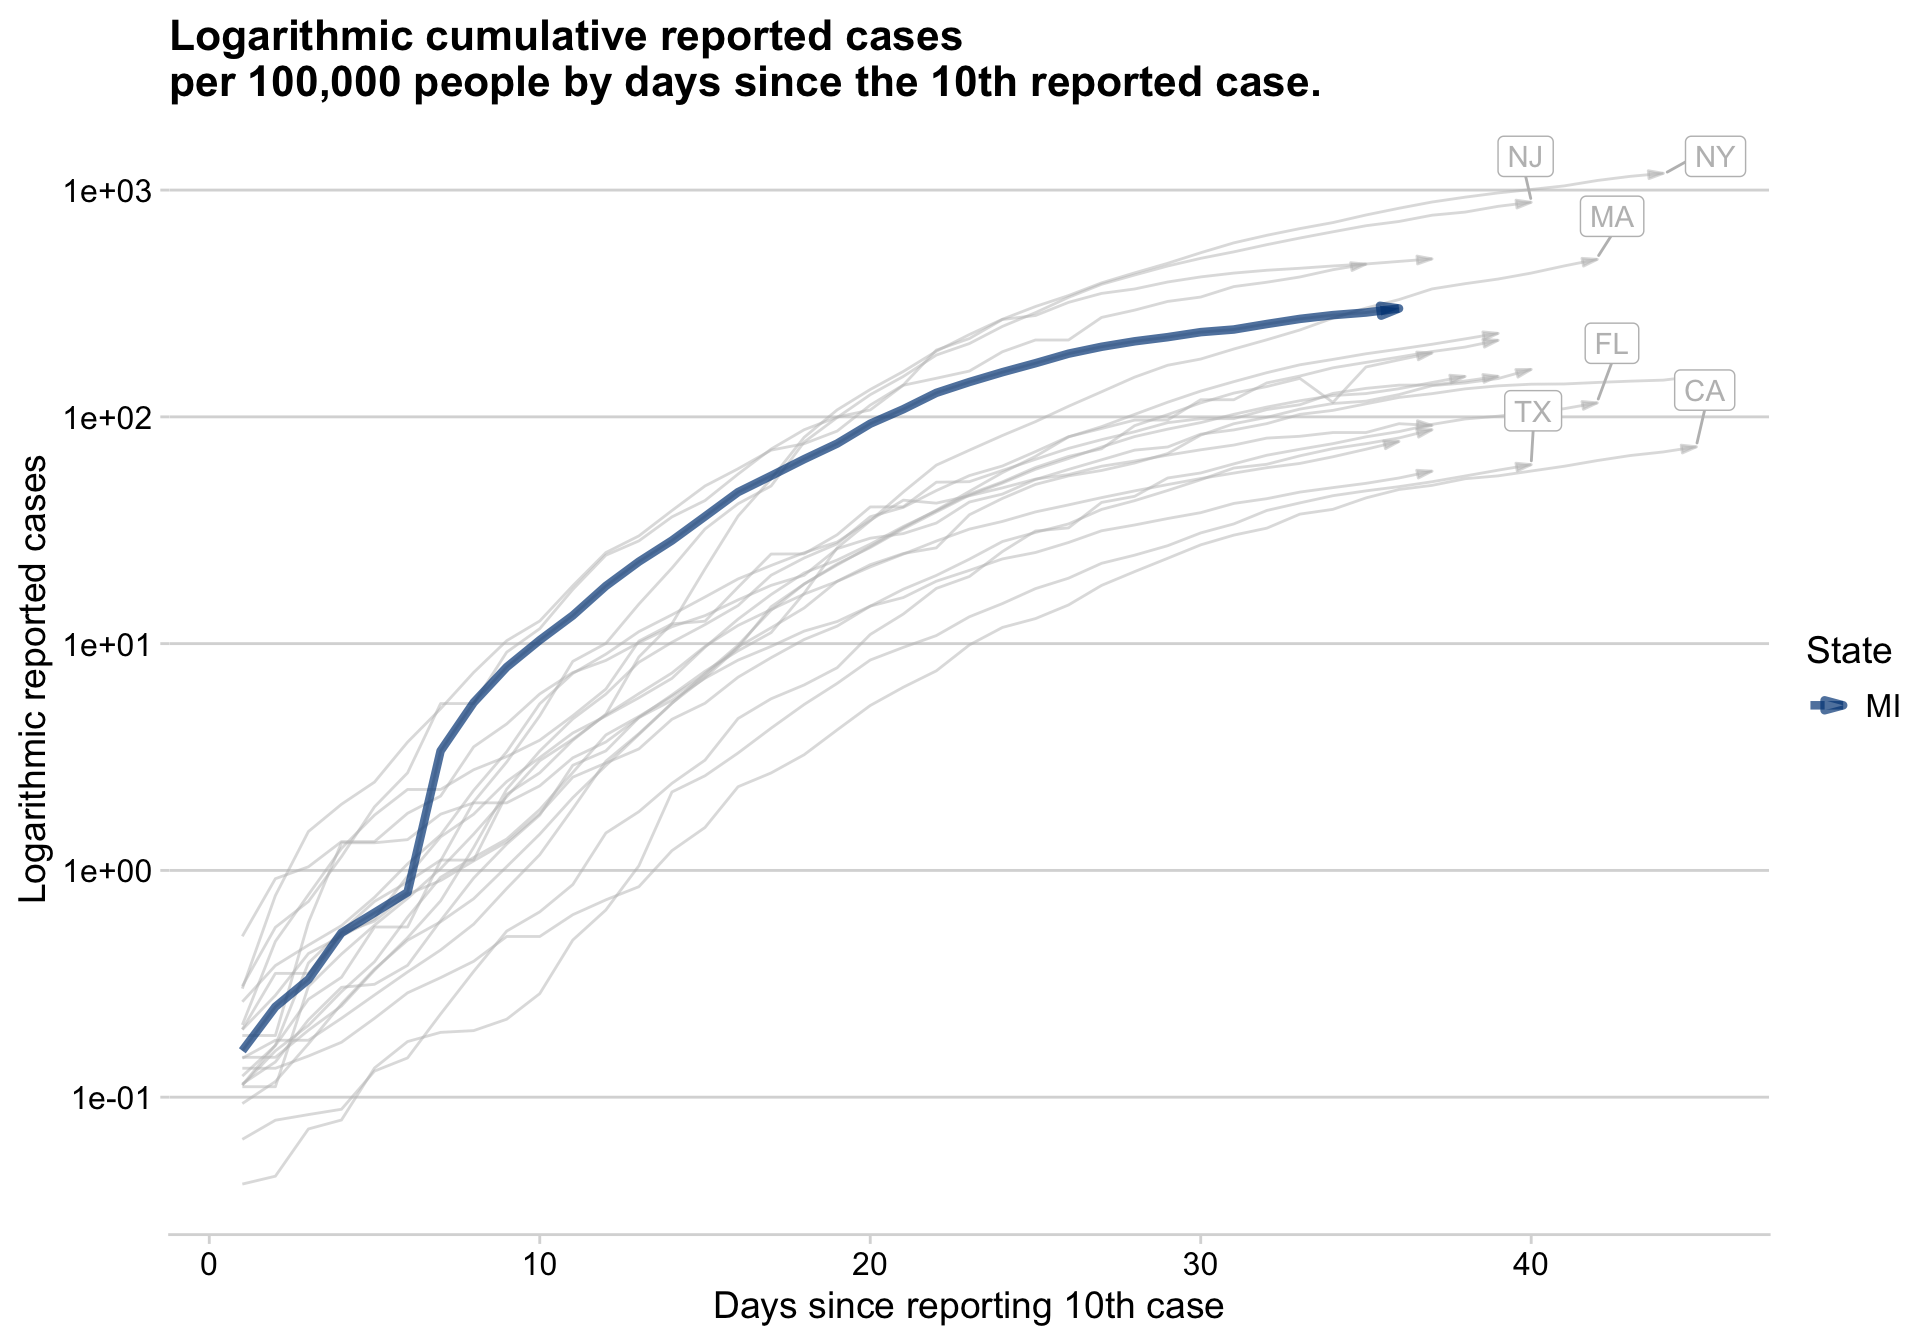 Logarithmic cumulative reported cases
per 100,000 people by days since the 10th reported case.
NJ
NY
MA
FL
CA
TX
1e+03
1e+02
1e+01
1e+00
1e-01
Logarithmic reported cases
0
10
20
30
40
Days since reporting 10th case
State
MI